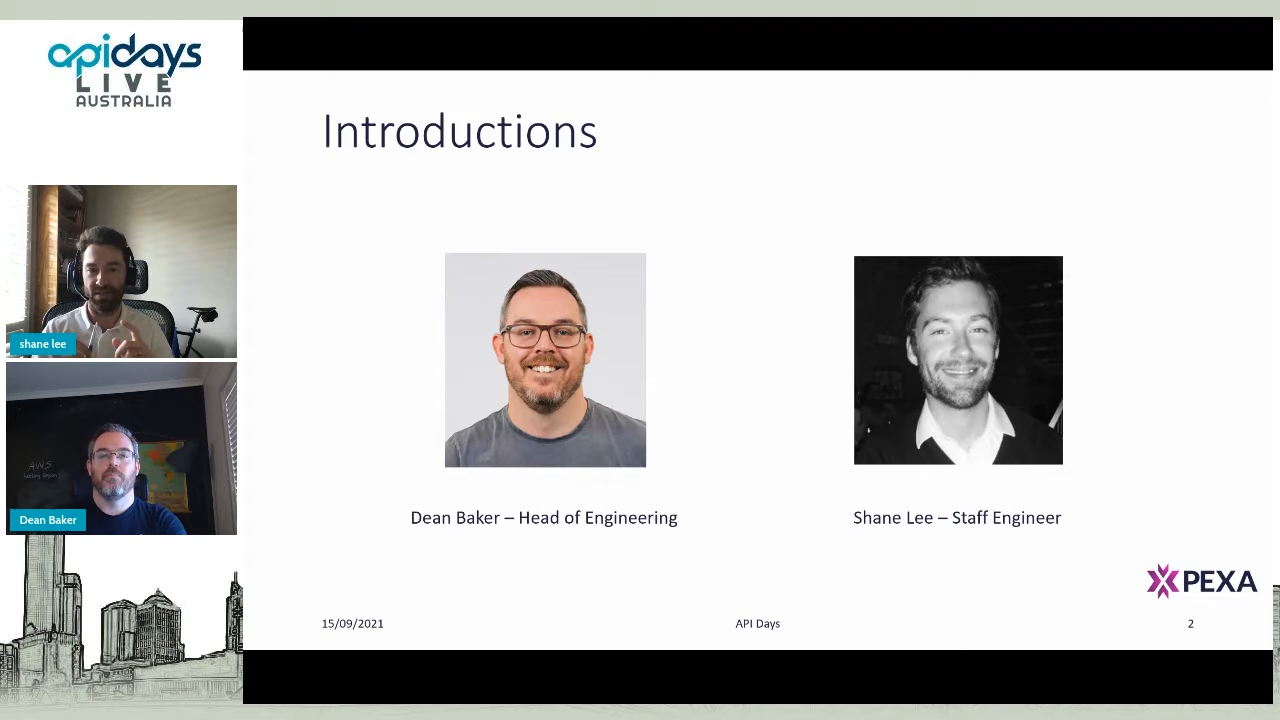 apidays
LIVE
AUSTRALIA
Introductions
shane lee
AWS
Dean Baker
Dean Baker – Head of Engineering
Shane Lee – Staff Engineer
PEXA
15/09/2021
API Days
2